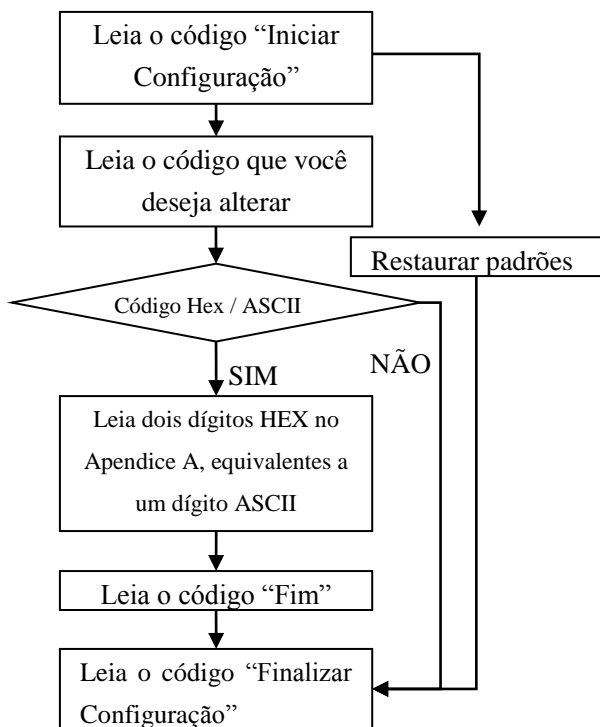 Leia o código “Iniciar
Configuração”
Leia o código que você
deseja alterar
Restaurar padrões
Código Hex / ASCII
NÃO
SIM
Leia dois dígitos HEX no
Apendice A, equivalentes a
um dígito ASCII
Leia o código “Fim”
Leia o código “Finalizar
Configuração”